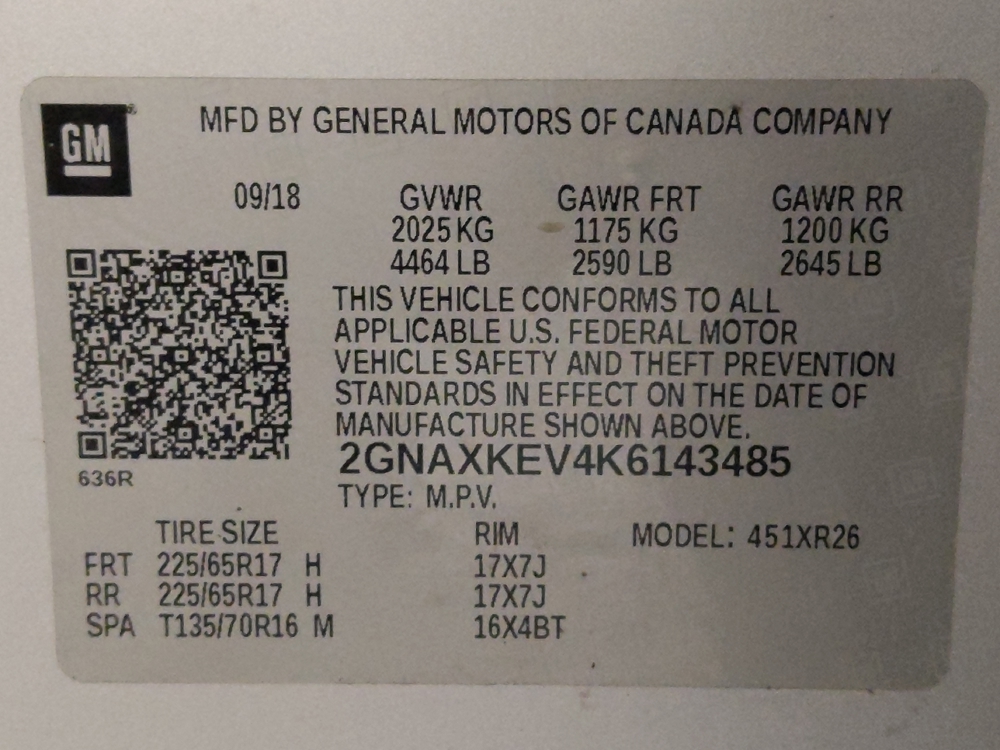 GM
MFD BY GENERAL MOTORS OF CANADA COMPANY
09/18 GVWR GAWR FRT GAWR RR
2025 KG 1175 KG 1200 KG
4464 LB 2590 LB 2645 LB
THIS VEHICLE CONFORMS TO ALL
APPLICABLE U.S. FEDERAL MOTOR
VEHICLE SAFETY AND THEFT PREVENTION
STANDARDS IN EFFECT ON THE DATE OF
MANUFACTURE SHOWN ABOVE.
2GNAXKEV4K6143485
636R
TYPE: M.P.V.
TIRE SIZE RIM MODEL: 451XR26
FRT 225/65R17 H 17X7J
RR 225/65R17 H 17X7J
SPA T135/70R16 M 16X4BT